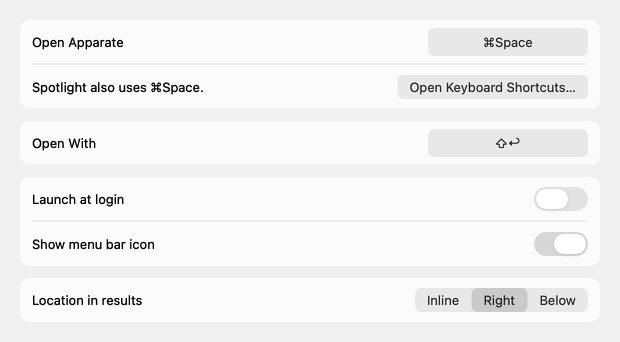 Open Apparate
⌘Space
Spotlight also uses ⌘Space.
Open Keyboard Shortcuts...
Open With
⇧↩
Launch at login
Show menu bar icon
Location in results
Inline Right Below